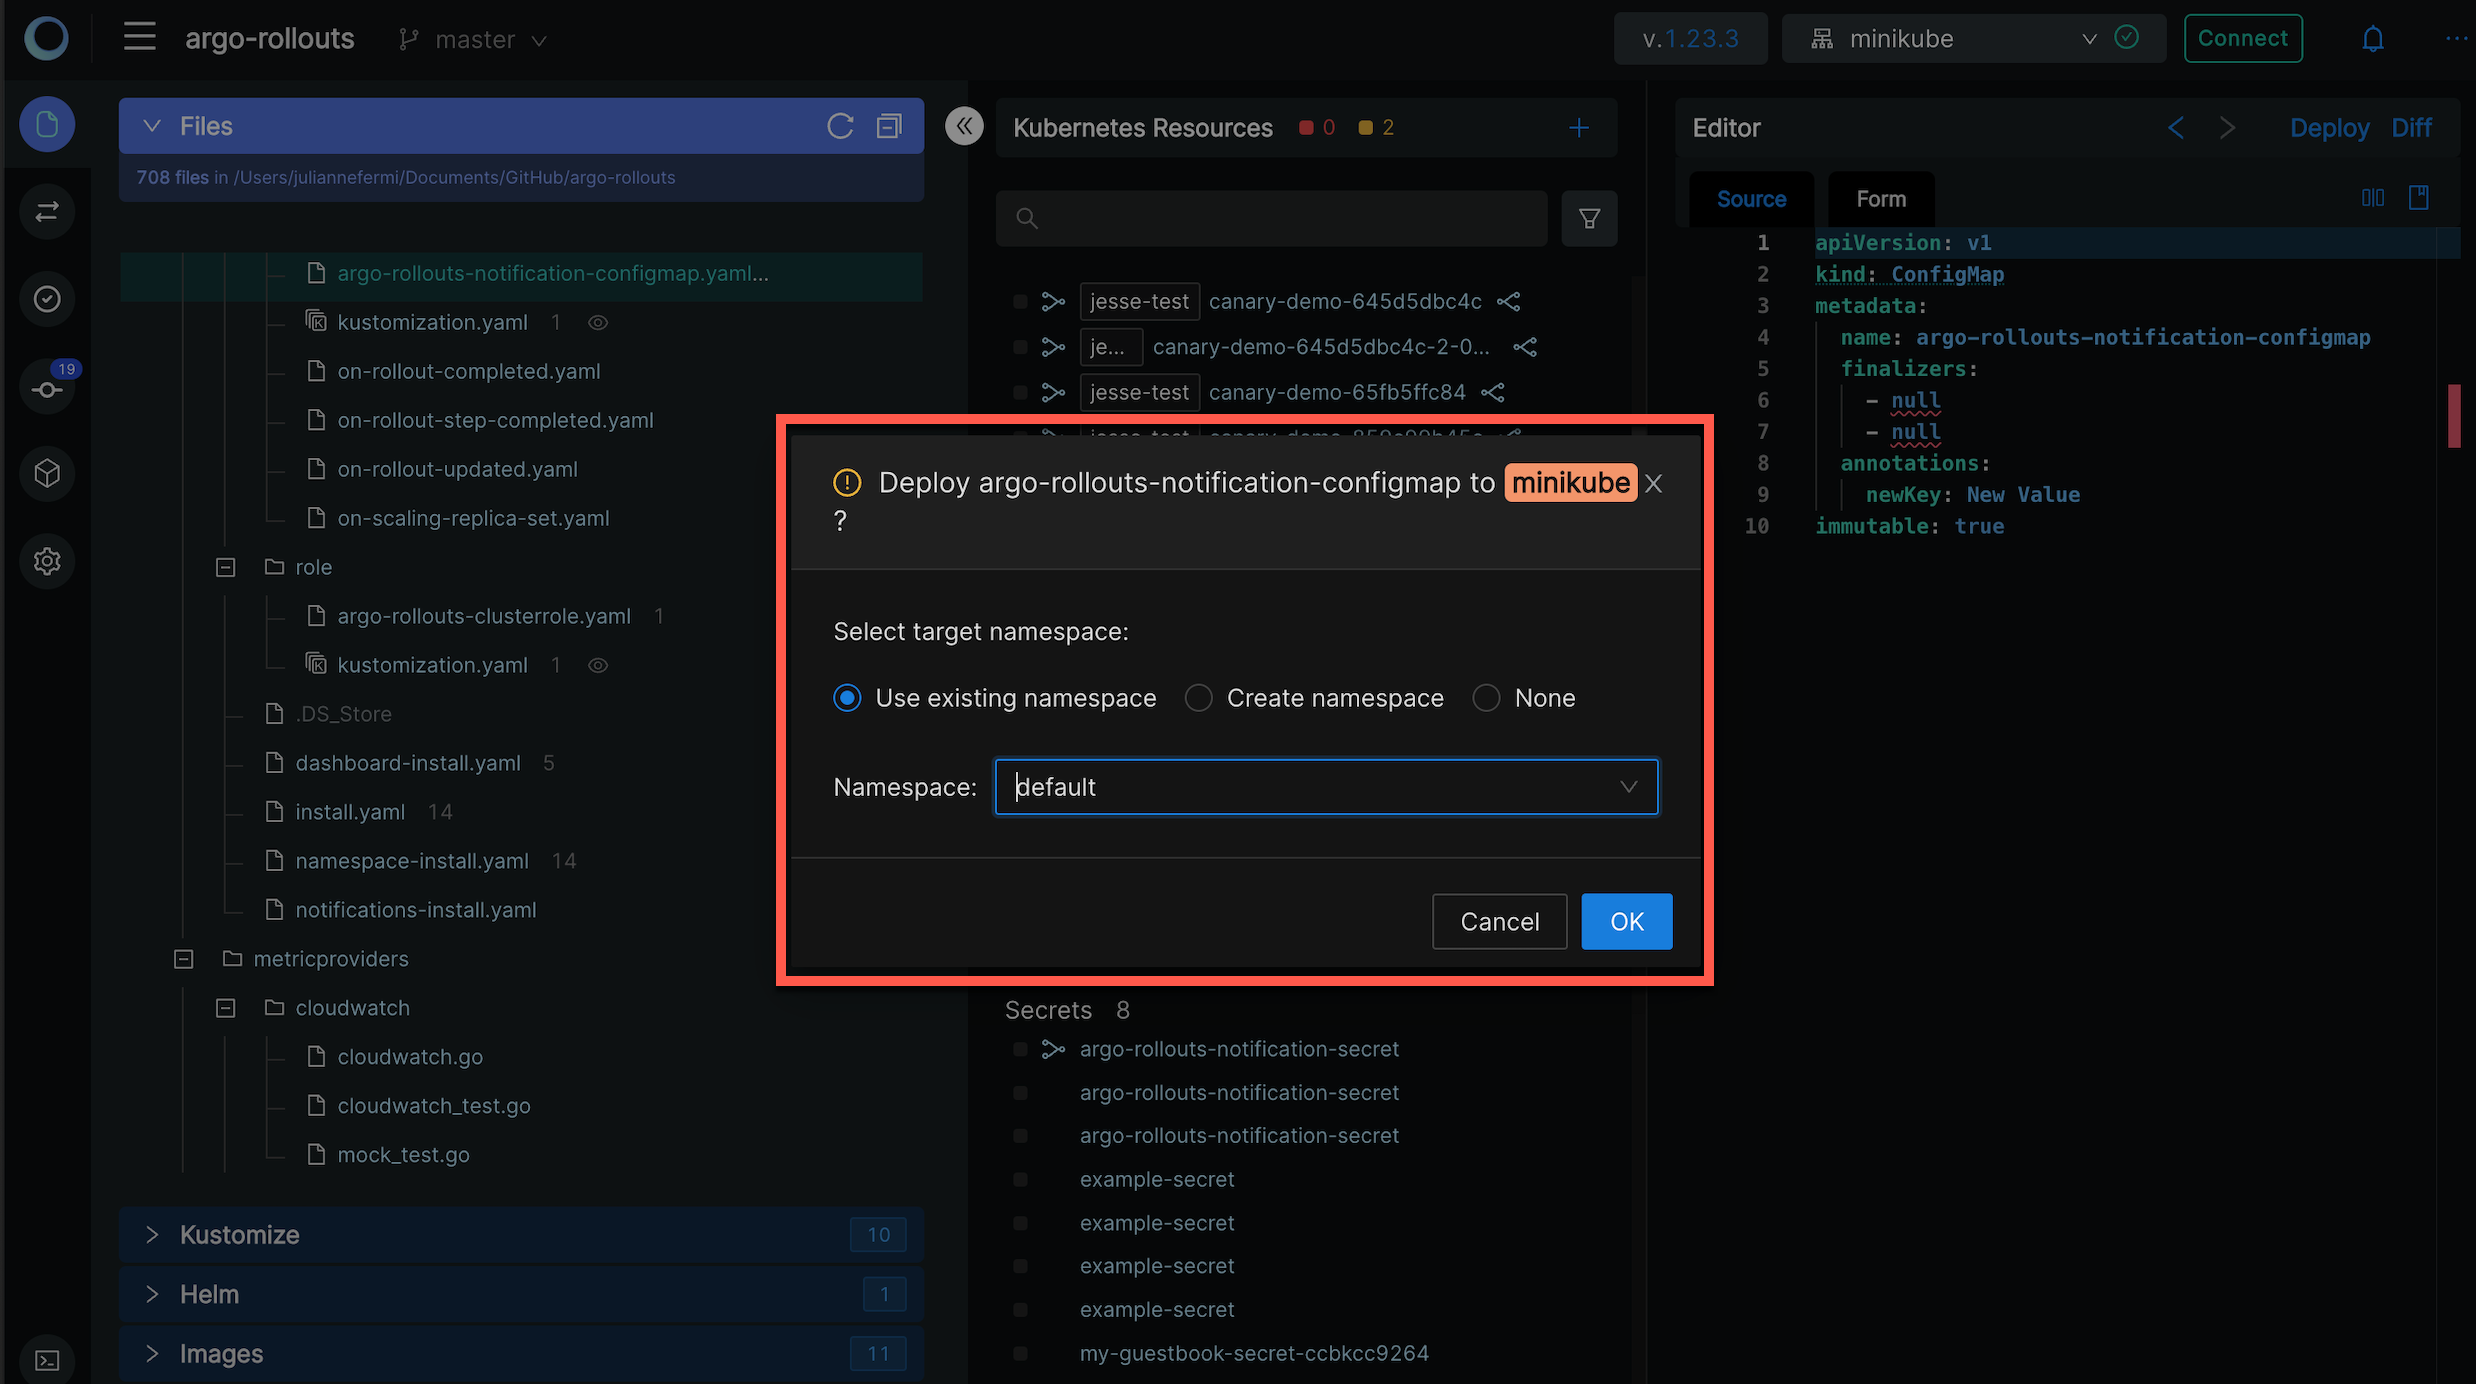 argo-rollouts
master
v.1.23.3
minikube
Connect
Files
708 files in /Users/juliannefermi/Documents/GitHub/argo-rollouts
argo-rollouts-notification-configmap.yaml...
kustomization.yaml 1
on-rollout-completed.yaml
on-rollout-step-completed.yaml
on-rollout-updated.yaml
on-scaling-replica-set.yaml
role
argo-rollouts-clusterrole.yaml 1
kustomization.yaml 1
.DS_Store
dashboard-install.yaml 5
install.yaml 14
namespace-install.yaml 14
notifications-install.yaml
metricproviders
cloudwatch
cloudwatch.go
cloudwatch_test.go
mock_test.go
Kustomize 10
Helm 1
Images 11
19
Kubernetes Resources 0 2
jesse-test canary-demo-645d5dbc4c
je... canary-demo-645d5dbc4c-2-0...
jesse-test canary-demo-65fb5ffc84
Deploy argo-rollouts-notification-configmap to minikube
?
Select target namespace:
Use existing namespace
Create namespace
None
Namespace: default
Cancel
OK
Secrets 8
argo-rollouts-notification-secret
argo-rollouts-notification-secret
argo-rollouts-notification-secret
example-secret
example-secret
example-secret
example-secret
my-guestbook-secret-ccbkcc9264
Editor
Deploy
Diff
Source
Form
1 apiVersion: v1
2 kind: ConfigMap
3 metadata:
4 name: argo-rollouts-notification-configmap
5 finalizers:
6 - null
7 - null
8 annotations:
9 newKey: New Value
10 immutable: true